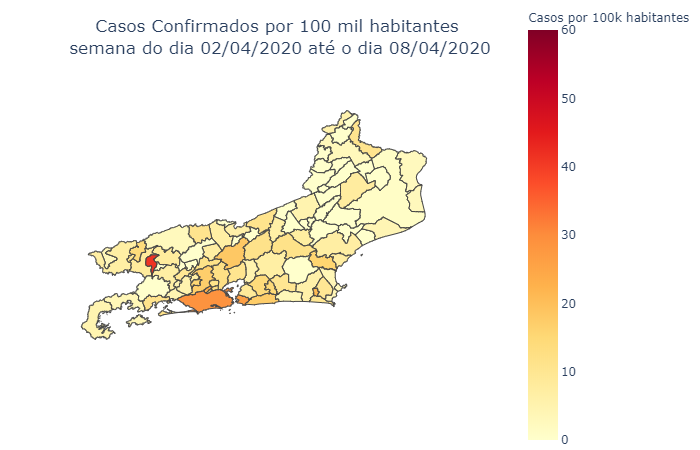 Casos Confirmados por 100 mil habitantes
semana do dia 02/04/2020 até o dia 08/04/2020
Casos por 100k habitantes
60
50
40
30
20
10
0